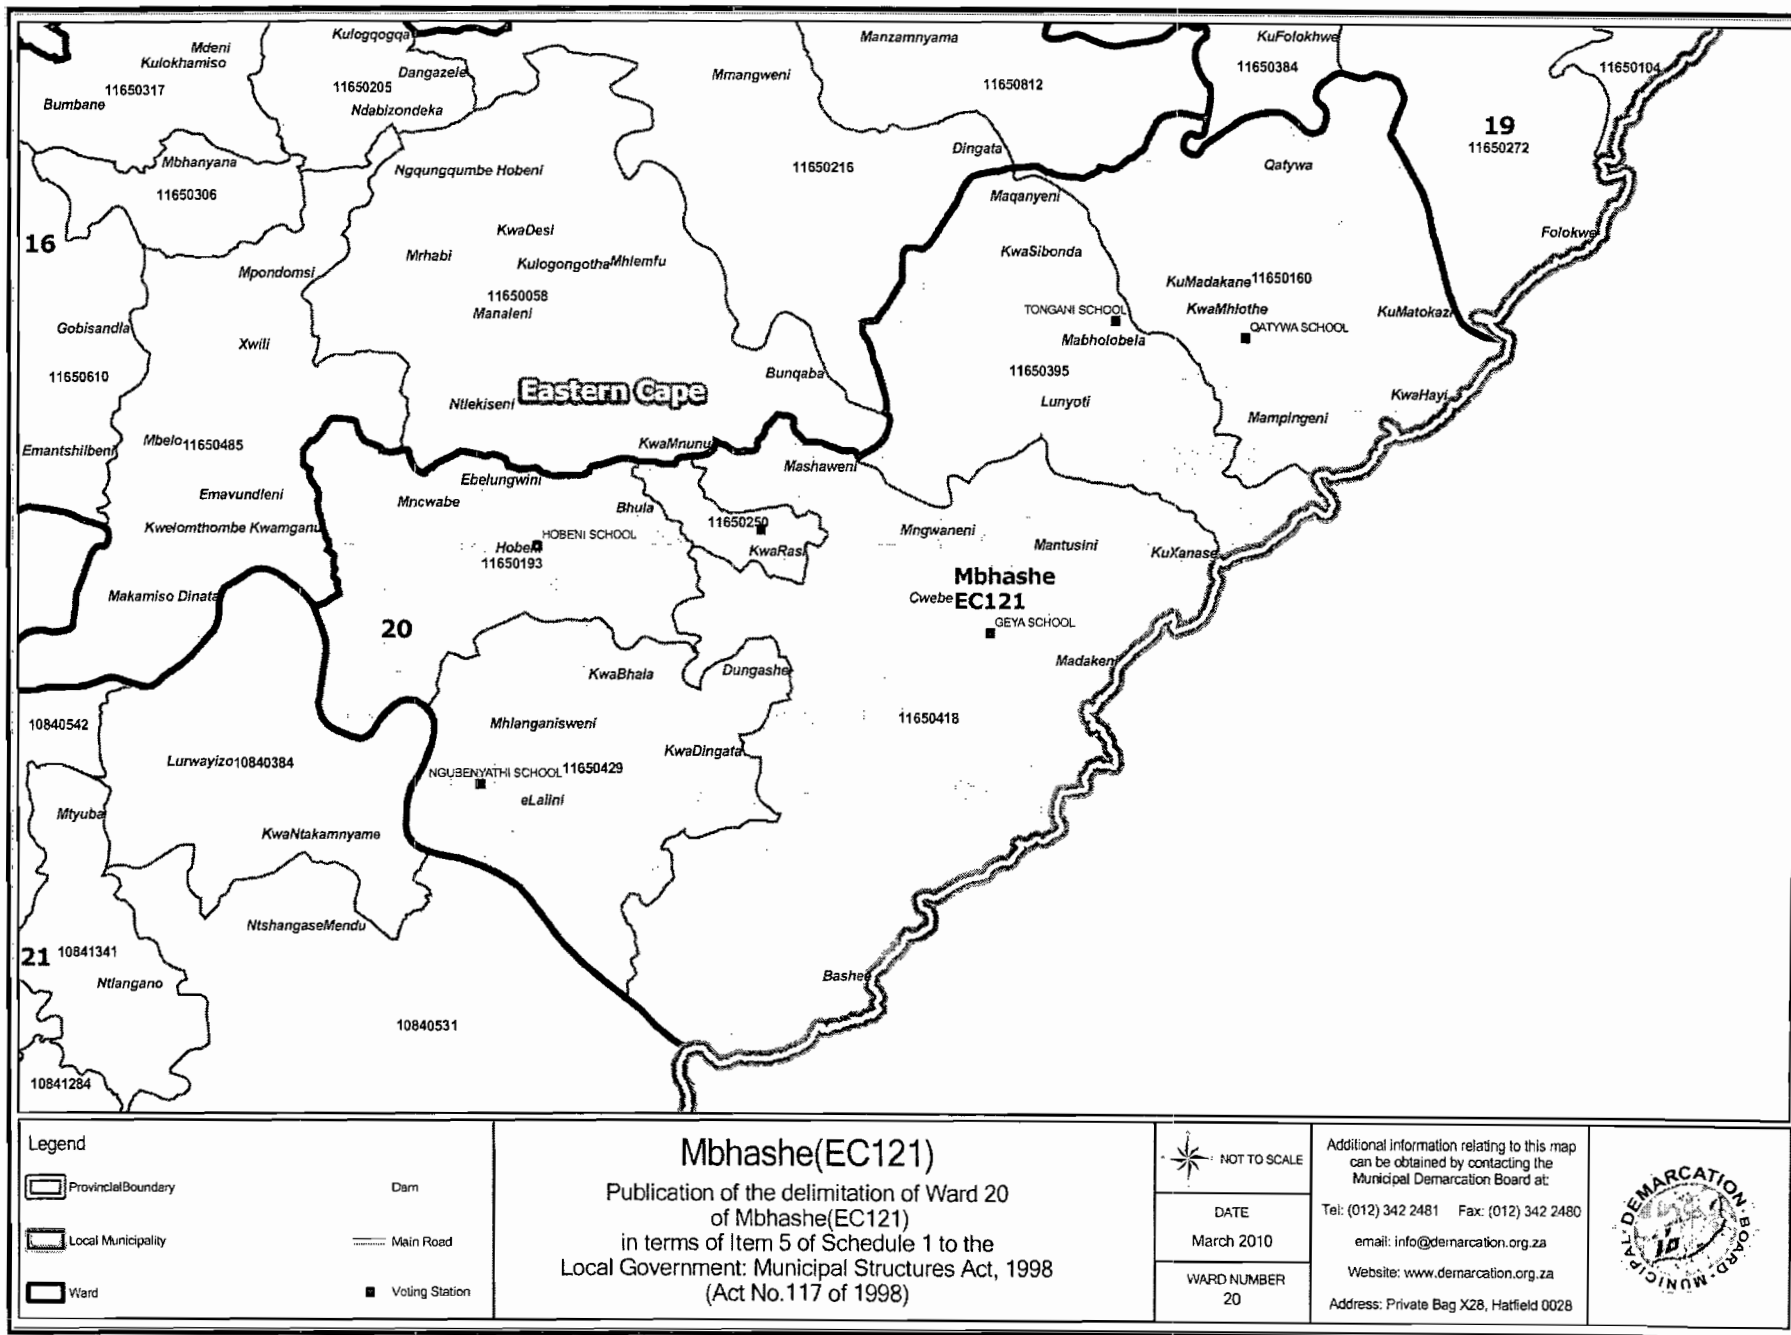 Kulogqogqa
Manzamnyama
KuFolokhwe
Mdeni
Kulokhamiso
11650317
Bumbane
11650205
Dangazele
Ndabizondeka
Mmangweni
11650812
11650384
11650104
19
11650272
Mbhanyana
11650306
Ngqungqumbe Hobeni
11650216
Dingata
Qatywa
Maqanyeni
16
KwaDesi
Mrhabi
Kulogongotha
Mhlemfu
11650058
Manaleni
Mpondomsi
KwaSibonda
Folokwe
KuMadakane
11650160
KwaMhlothe
KuMatokazi
TONGANI SCHOOL
QATYWA SCHOOL
Mabholobela
Gobisandla
Xwili
11650610
Bunqaba
11650395
Lunyoti
Eastern Cape
Ntlekiseni
KwaHayi
Mampingeni
Emantshilbeni
Mbelo
11650485
KwaMnunu
Mashaweni
Ebelungwini
Emavundleni
Mncwabe
Bhula
11650250
Kwelomthombe Kwamganu
HOBENI SCHOOL
Hobeni
11650193
KwaRasi
Mngwaneni
Mantusini
KuXanase
Mbhashe
EC121
Cwebe
GEYA SCHOOL
Makamiso Dinata
20
KwaBhala
Dungashe
Madakeni
10840542
Mhlanganisweni
11650418
Lurwayizo
10840384
KwaDingata
NGUBENYATHI SCHOOL
11650429
eLalini
Mtyuba
KwaNtakamnyame
NtshangaseMendu
21
10841341
Ntlangano
Bashee
10840531
10841284
Legend
ProvincialBoundary
Dam
Local Municipality
Main Road
Ward
Voting Station
Mbhashe(EC121)
Publication of the delimitation of Ward 20
of Mbhashe(EC121)
in terms of Item 5 of Schedule 1 to the
Local Government: Municipal Structures Act, 1998
(Act No.117 of 1998)
NOT TO SCALE
DATE
March 2010
WARD NUMBER
20
Additional information relating to this map
can be obtained by contacting the
Municipal Demarcation Board at:
Tel: (012) 342 2481 Fax: (012) 342 2480
email: info@demarcation.org.za
Website: www.demarcation.org.za
Address: Private Bag X28, Hatfield 0028
MUNICIPAL DEMARCATION BOARD